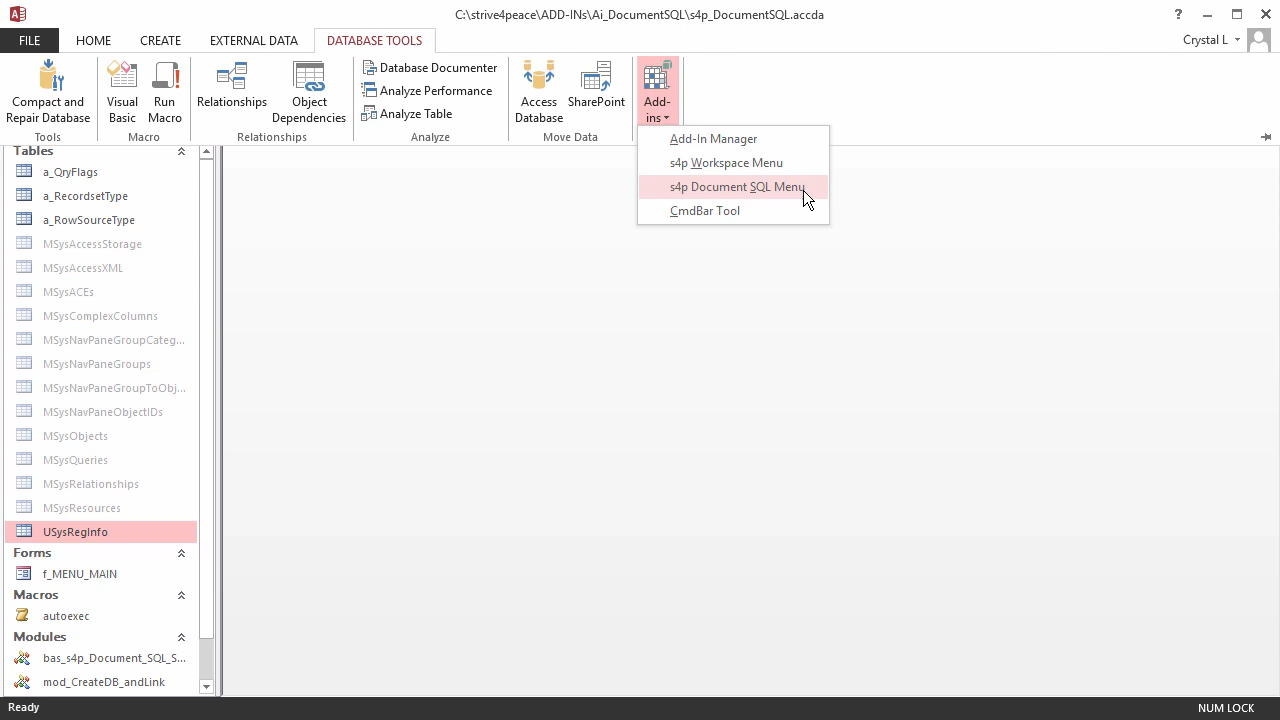 C:\strive4peace\ADD-INs\Ai_DocumentSQL\s4p_DocumentSQL.accda
?
FILE HOME CREATE EXTERNAL DATA DATABASE TOOLS Crystal L
Compact and
Repair Database
Visual
Basic
Run
Macro
Relationships
Object
Dependencies
Database Documenter
Analyze Performance
Analyze Table
Access
Database
SharePoint
Add-
ins
Tools Macro Relationships Analyze Move Data
Add-In Manager
s4p Workspace Menu
s4p Document SQL Menu
CmdBar Tool
Tables
a_QryFlags
a_RecordsetType
a_RowSourceType
MSysAccessStorage
MSysAccessXML
MSysACEs
MSysComplexColumns
MSysNavPaneGroupCateg...
MSysNavPaneGroups
MSysNavPaneGroupToObj...
MSysNavPaneObjectIDs
MSysObjects
MSysQueries
MSysRelationships
MSysResources
USysRegInfo
Forms
f_MENU_MAIN
Macros
autoexec
Modules
bas_s4p_Document_SQL_S...
mod_CreateDB_andLink
Ready NUM LOCK